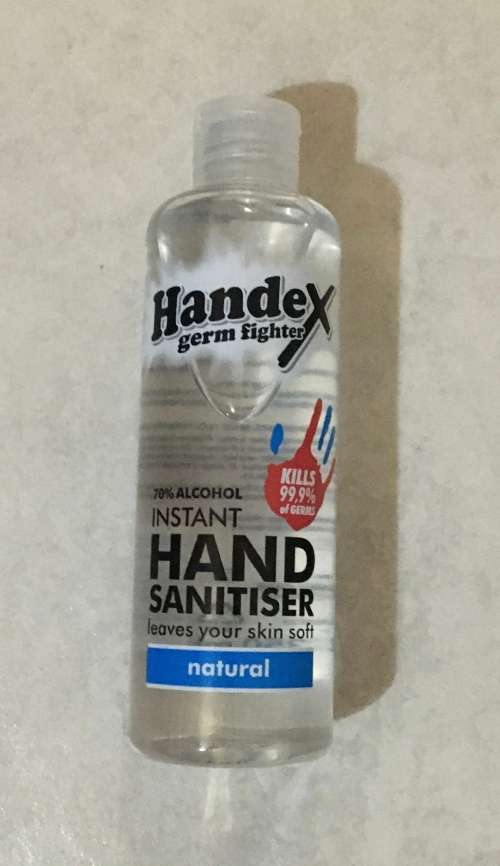 Handex
germ fighter
KILLS
99,9%
of GERMS
70% ALCOHOL
INSTANT
HAND
SANITISER
leaves your skin soft
natural